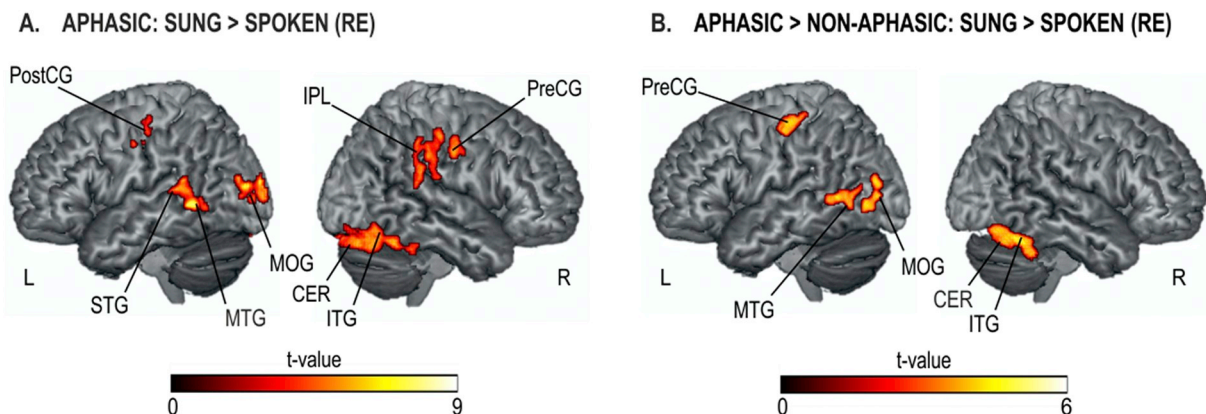 A. APHASIC: SUNG > SPOKEN (RE)
PostCG
IPL
PreCG
L
STG
MTG
MOG
CER
ITG
R
t-value
0
9
B. APHASIC > NON-APHASIC: SUNG > SPOKEN (RE)
PreCG
L
MTG
MOG
CER
ITG
R
t-value
0
6